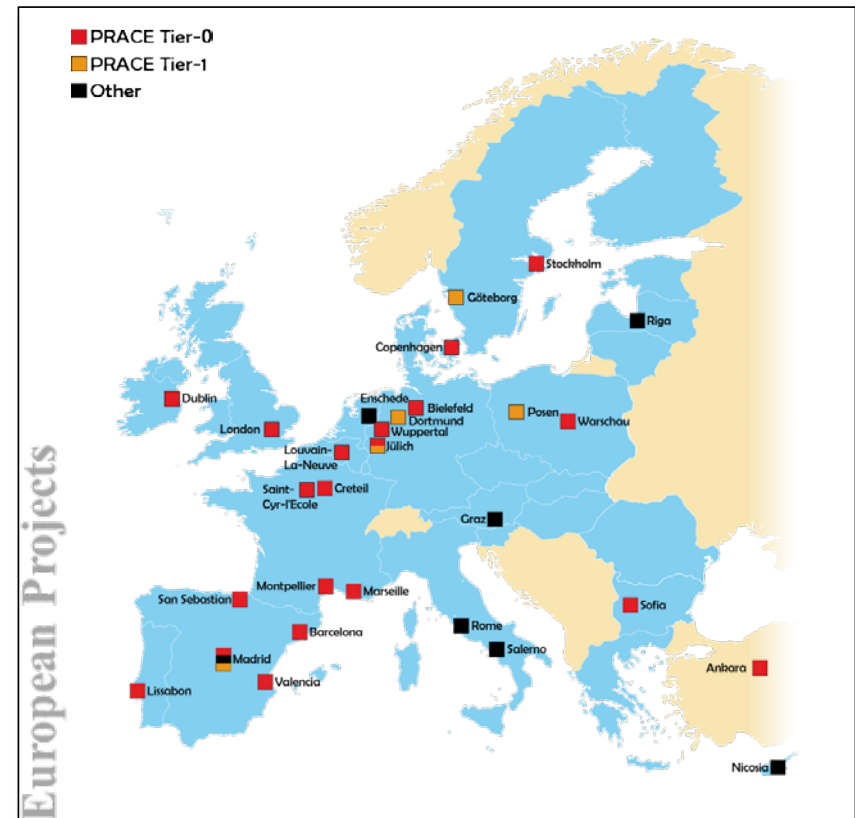 PRACE Tier-0
PRACE Tier-1
Other
Stockholm
Göteborg
Riga
Copenhagen
Dublin
Enschede
Bielefeld
Dortmund
Posen
Warschau
London
Wuppertal
Jülich
Louvain-
La-Neuve
Saint-
Cyr-l'Ecole
Creteil
Graz
Montpellier
Marseille
San Sebastian
Sofia
Barcelona
Rome
Salerno
Madrid
Ankara
Valencia
Lissabon
Nicosia
European Projects